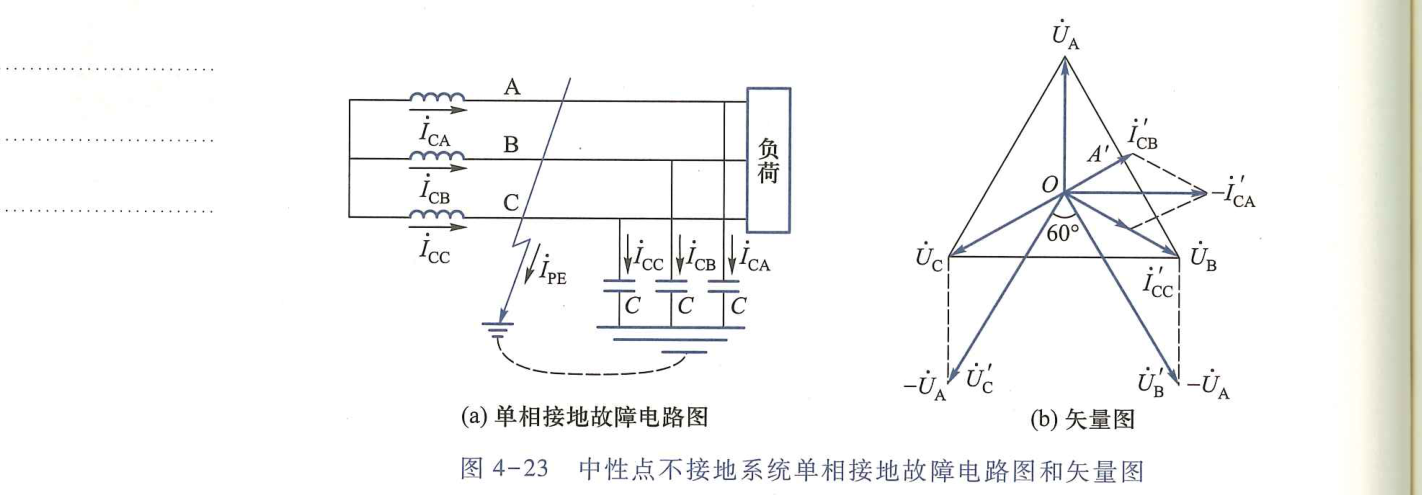 A
İCA
B
İCB
C
İCC
负荷
İPE
İCC
İCB
İCA
C
C
C
(a) 单相接地故障电路图
U̇A
İ′CB
A′
O
-İ′CA
60°
U̇C
U̇B
İ′CC
-U̇A
U̇′C
U̇′B
-U̇A
(b) 矢量图
图 4-23 中性点不接地系统单相接地故障电路图和矢量图